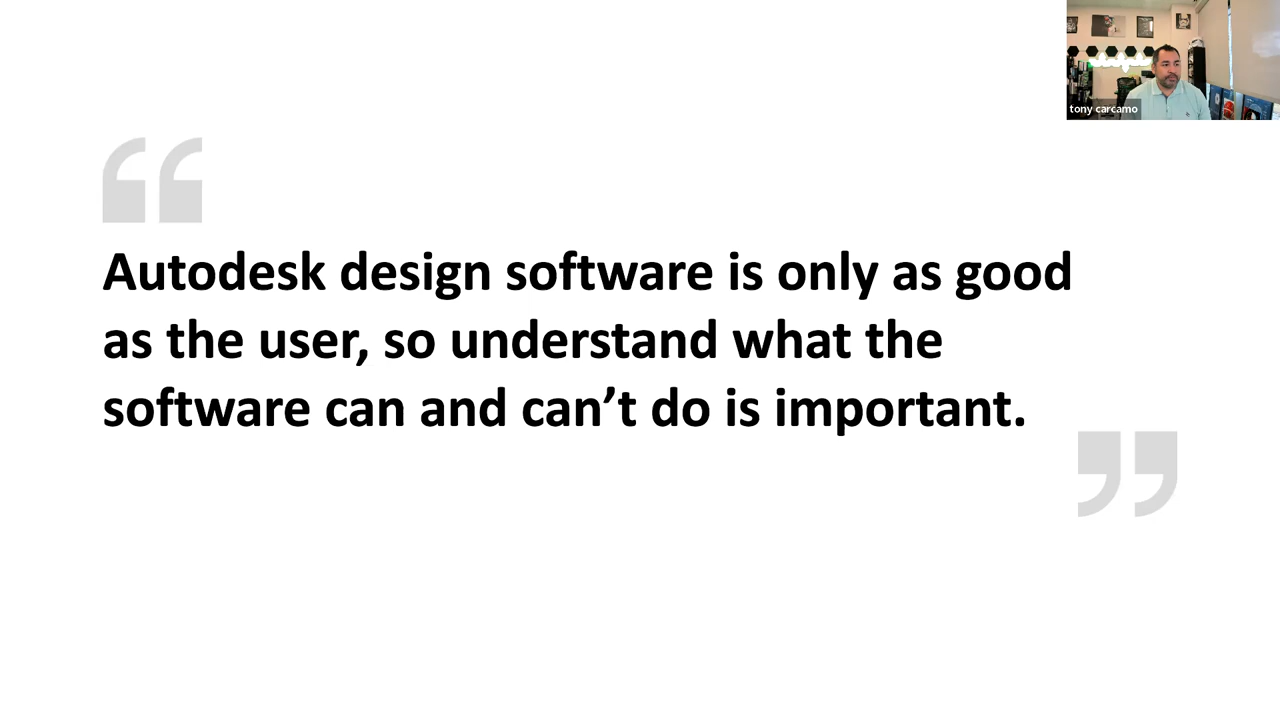 tony carcamo
“
Autodesk design software is only as good
as the user, so understand what the
software can and can’t do is important.
”